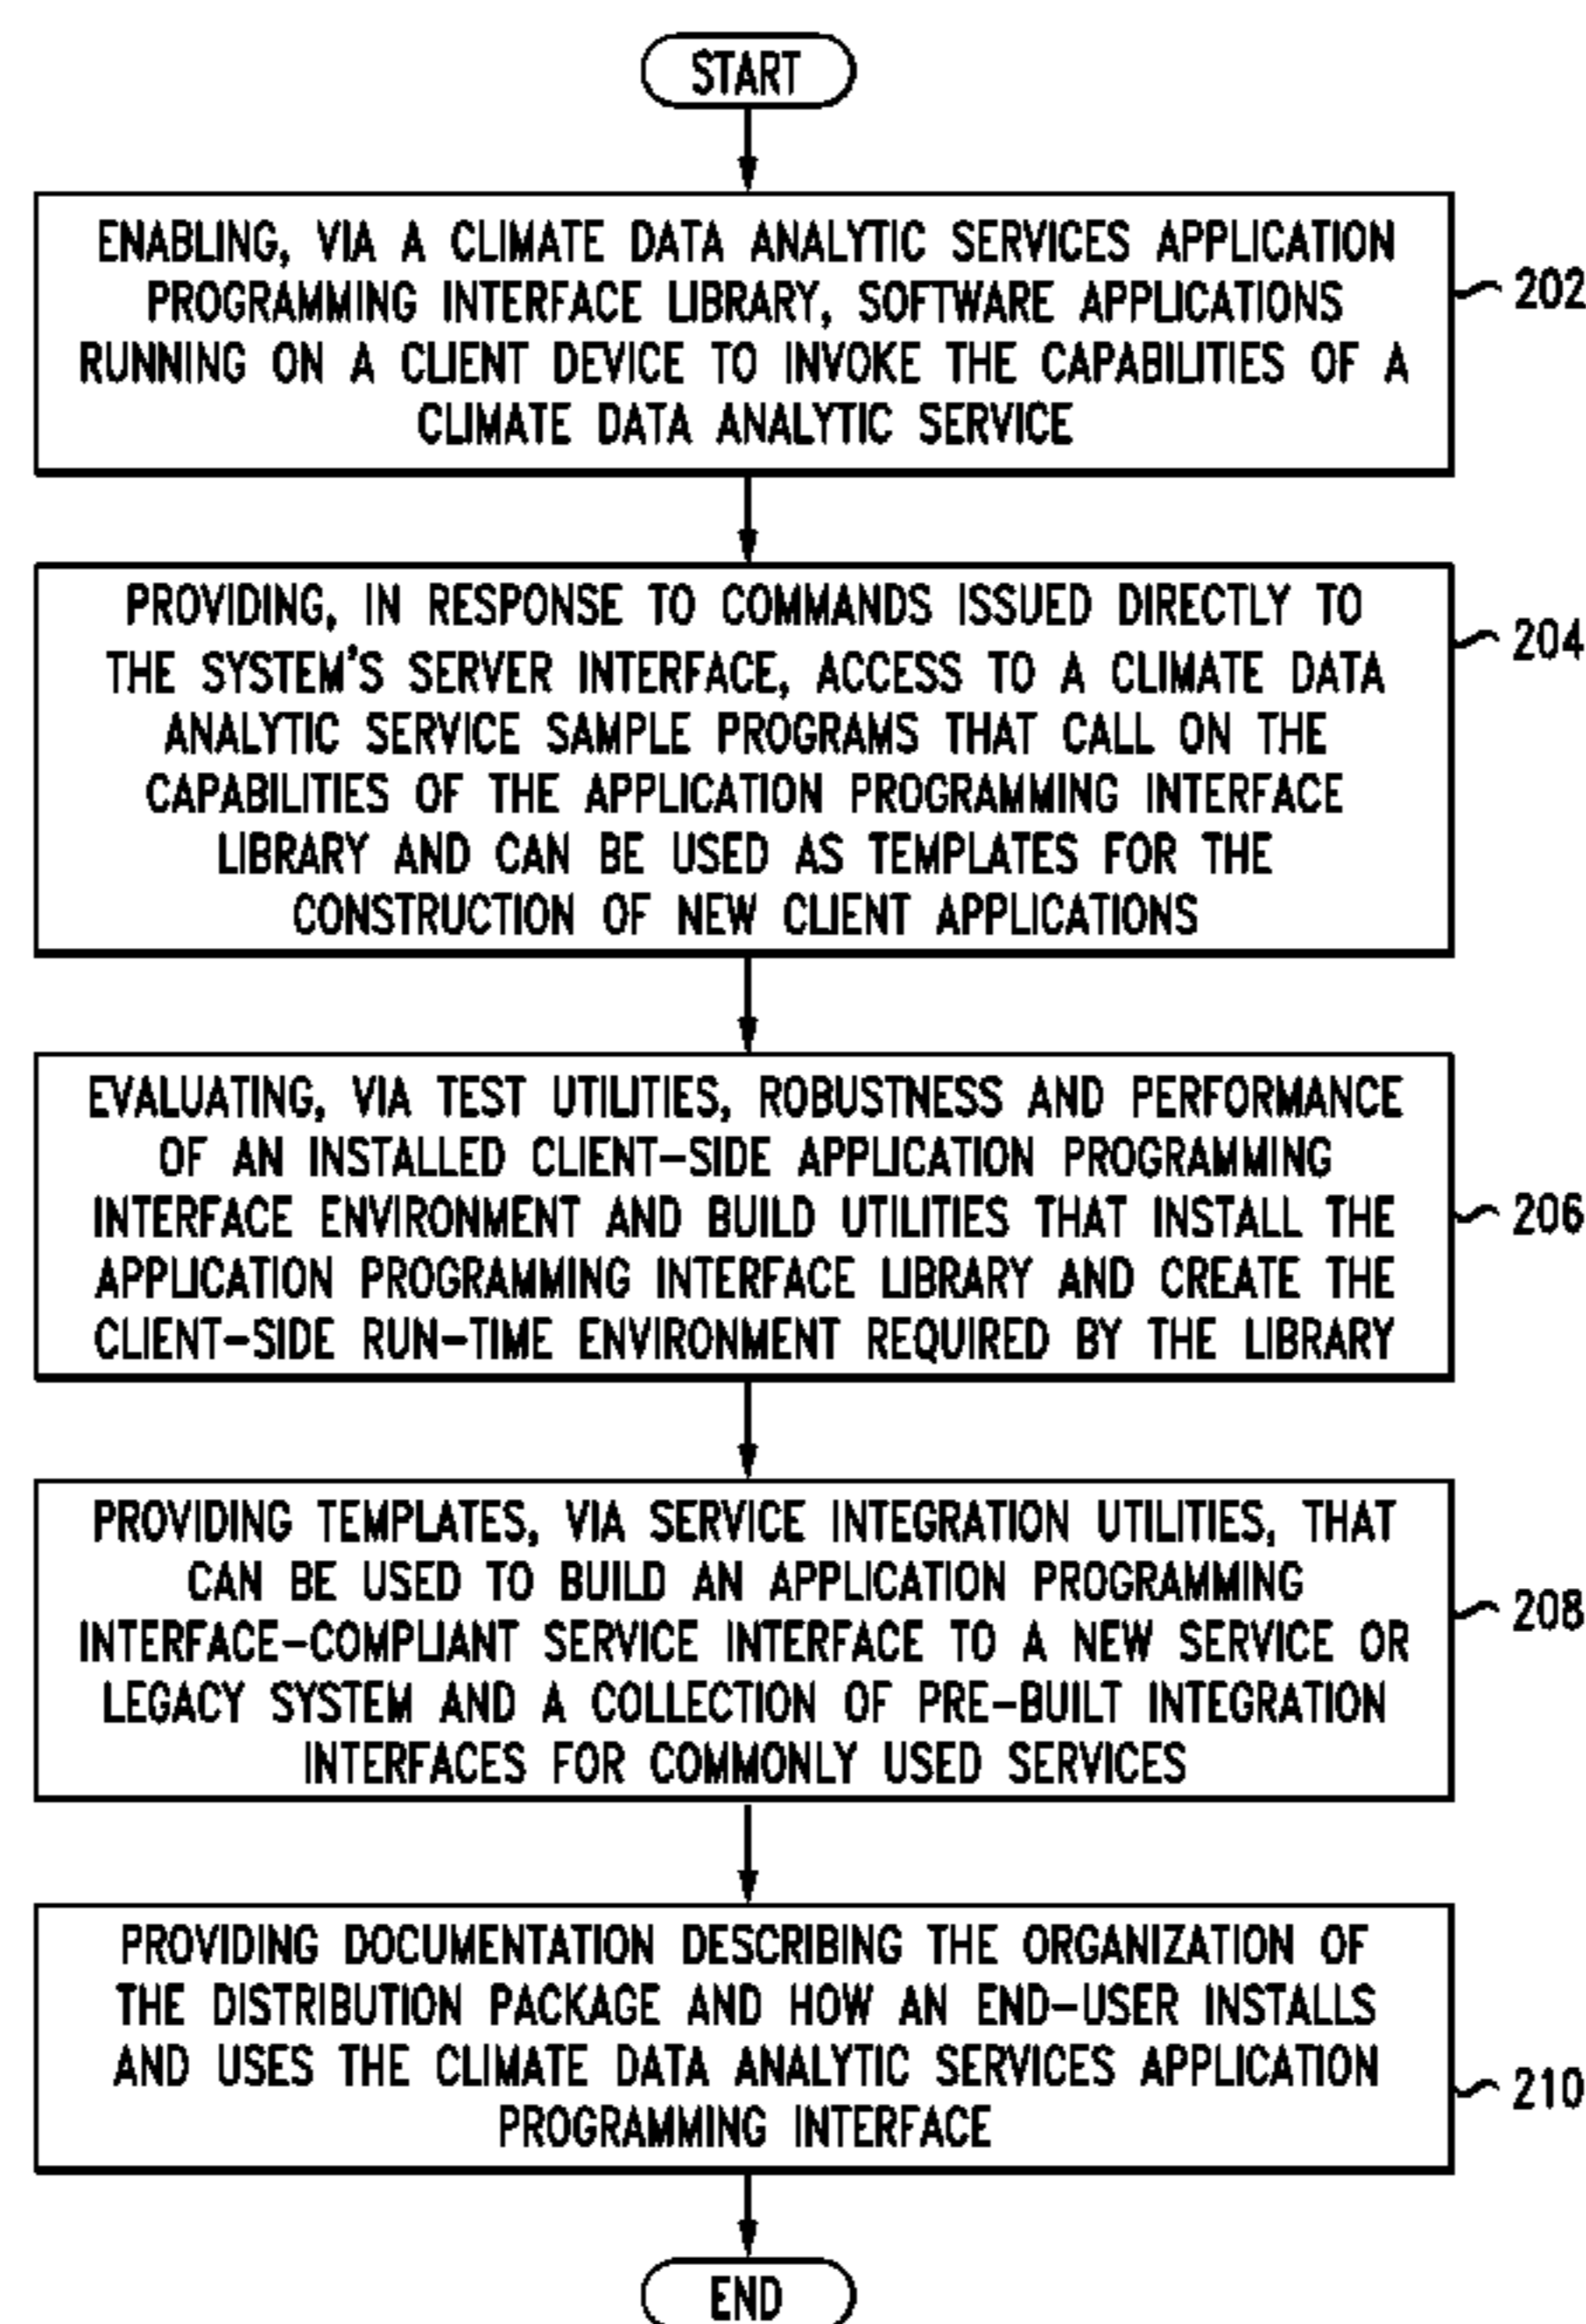 START
ENABLING, VIA A CLIMATE DATA ANALYTIC SERVICES APPLICATION
PROGRAMMING INTERFACE LIBRARY, SOFTWARE APPLICATIONS
RUNNING ON A CLIENT DEVICE TO INVOKE THE CAPABILITIES OF A
CLIMATE DATA ANALYTIC SERVICE
202
PROVIDING, IN RESPONSE TO COMMANDS ISSUED DIRECTLY TO
THE SYSTEM'S SERVER INTERFACE, ACCESS TO A CLIMATE DATA
ANALYTIC SERVICE SAMPLE PROGRAMS THAT CALL ON THE
CAPABILITIES OF THE APPLICATION PROGRAMMING INTERFACE
LIBRARY AND CAN BE USED AS TEMPLATES FOR THE
CONSTRUCTION OF NEW CLIENT APPLICATIONS
204
EVALUATING, VIA TEST UTILITIES, ROBUSTNESS AND PERFORMANCE
OF AN INSTALLED CLIENT-SIDE APPLICATION PROGRAMMING
INTERFACE ENVIRONMENT AND BUILD UTILITIES THAT INSTALL THE
APPLICATION PROGRAMMING INTERFACE LIBRARY AND CREATE THE
CLIENT-SIDE RUN-TIME ENVIRONMENT REQUIRED BY THE LIBRARY
206
PROVIDING TEMPLATES, VIA SERVICE INTEGRATION UTILITIES, THAT
CAN BE USED TO BUILD AN APPLICATION PROGRAMMING
INTERFACE-COMPLIANT SERVICE INTERFACE TO A NEW SERVICE OR
LEGACY SYSTEM AND A COLLECTION OF PRE-BUILT INTEGRATION
INTERFACES FOR COMMONLY USED SERVICES
208
PROVIDING DOCUMENTATION DESCRIBING THE ORGANIZATION OF
THE DISTRIBUTION PACKAGE AND HOW AN END-USER INSTALLS
AND USES THE CLIMATE DATA ANALYTIC SERVICES APPLICATION
PROGRAMMING INTERFACE
210
END